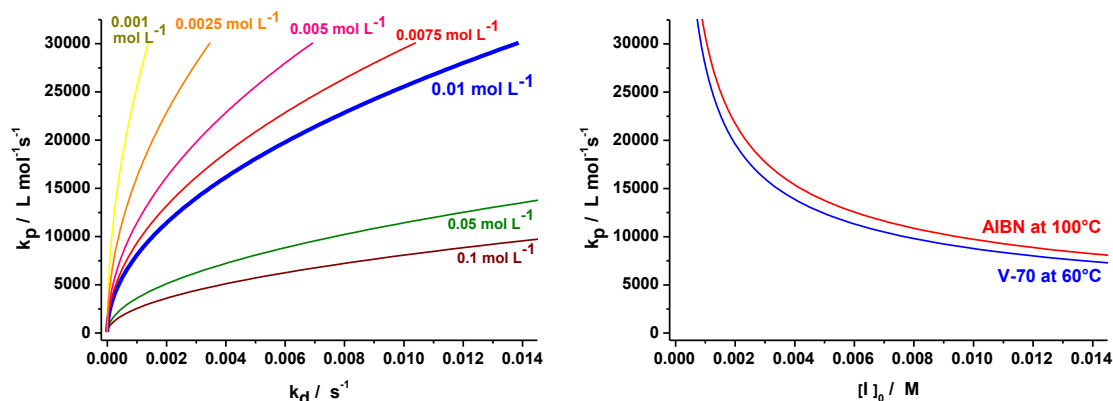 0.001
mol L⁻¹
0.0025 mol L⁻¹
0.005 mol L⁻¹
0.0075 mol L⁻¹
0.01 mol L⁻¹
0.05 mol L⁻¹
0.1 mol L⁻¹
kp / L mol⁻¹s⁻¹
30000
25000
20000
15000
10000
5000
0
0.000 0.002 0.004 0.006 0.008 0.010 0.012 0.014
kd / s⁻¹
kp / L mol⁻¹s⁻¹
30000
25000
20000
15000
10000
5000
0
AIBN at 100°C
V-70 at 60°C
0.000 0.002 0.004 0.006 0.008 0.010 0.012 0.014
[I]₀ / M